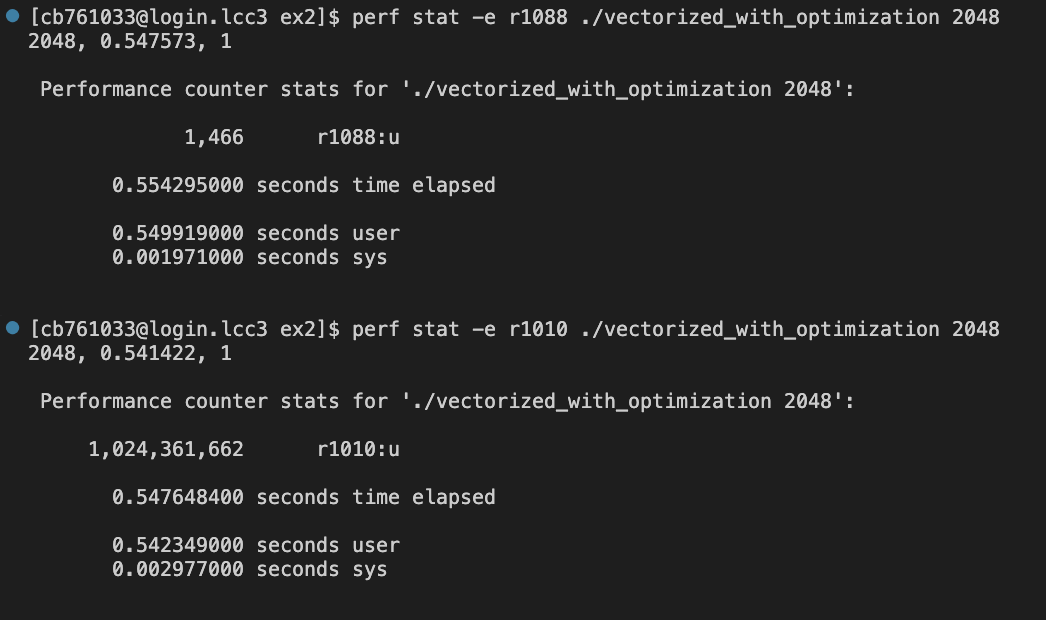 [cb761033@login.lcc3 ex2]$ perf stat -e r1088 ./vectorized_with_optimization 2048
2048, 0.547573, 1
Performance counter stats for './vectorized_with_optimization 2048':
1,466 r1088:u
0.554295000 seconds time elapsed
0.549919000 seconds user
0.001971000 seconds sys
[cb761033@login.lcc3 ex2]$ perf stat -e r1010 ./vectorized_with_optimization 2048
2048, 0.541422, 1
Performance counter stats for './vectorized_with_optimization 2048':
1,024,361,662 r1010:u
0.547648400 seconds time elapsed
0.542349000 seconds user
0.002977000 seconds sys